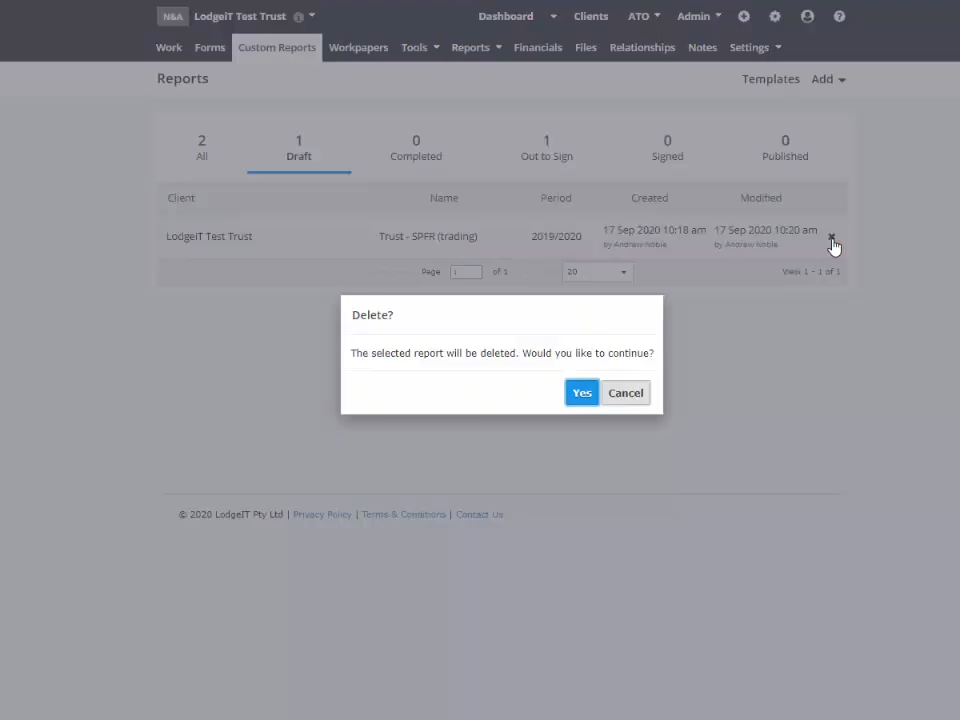 N&A LodgeiT Test Trust Dashboard Clients ATO Admin
Work Forms Custom Reports Workpapers Tools Reports Financials Files Relationships Notes Settings
Reports Templates Add
2 1 0 1 0 0
All Draft Completed Out to Sign Signed Published
Client Name Period Created Modified
LodgeiT Test Trust Trust - SPFR (trading) 2019/2020 17 Sep 2020 10:18 am 17 Sep 2020 10:20 am
by Andrew Noble by Andrew Noble
Page 1 of 1 20 View 1 - 1 of 1
Delete?
The selected report will be deleted. Would you like to continue?
Yes Cancel
© 2020 LodgeIT Pty Ltd | Privacy Policy | Terms & Conditions | Contact Us